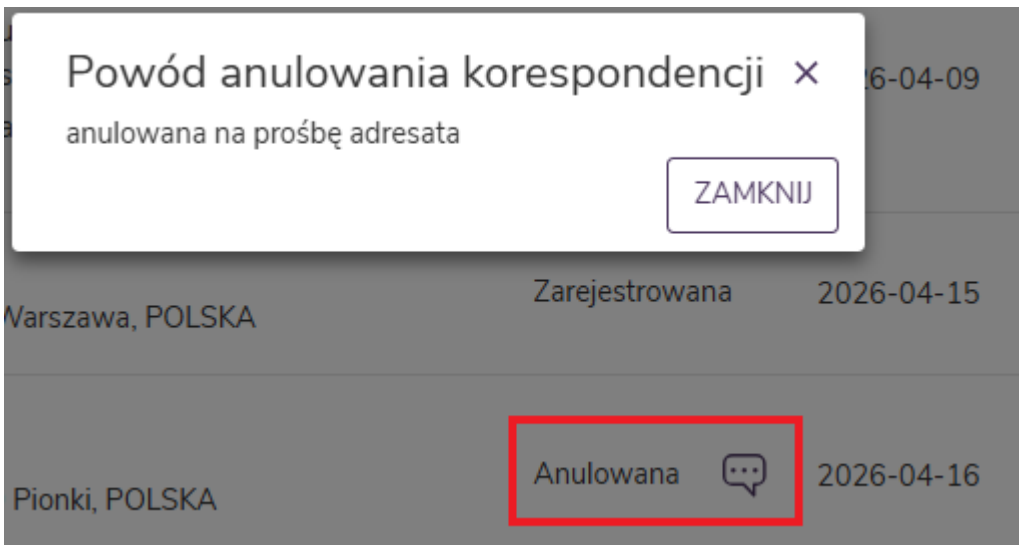 Powód anulowania korespondencji ×
anulowana na prośbę adresata
6-04-09
ZAMKNIJ
Zarejestrowana 2026-04-15
Warszawa, POLSKA
Anulowana 2026-04-16
Pionki, POLSKA